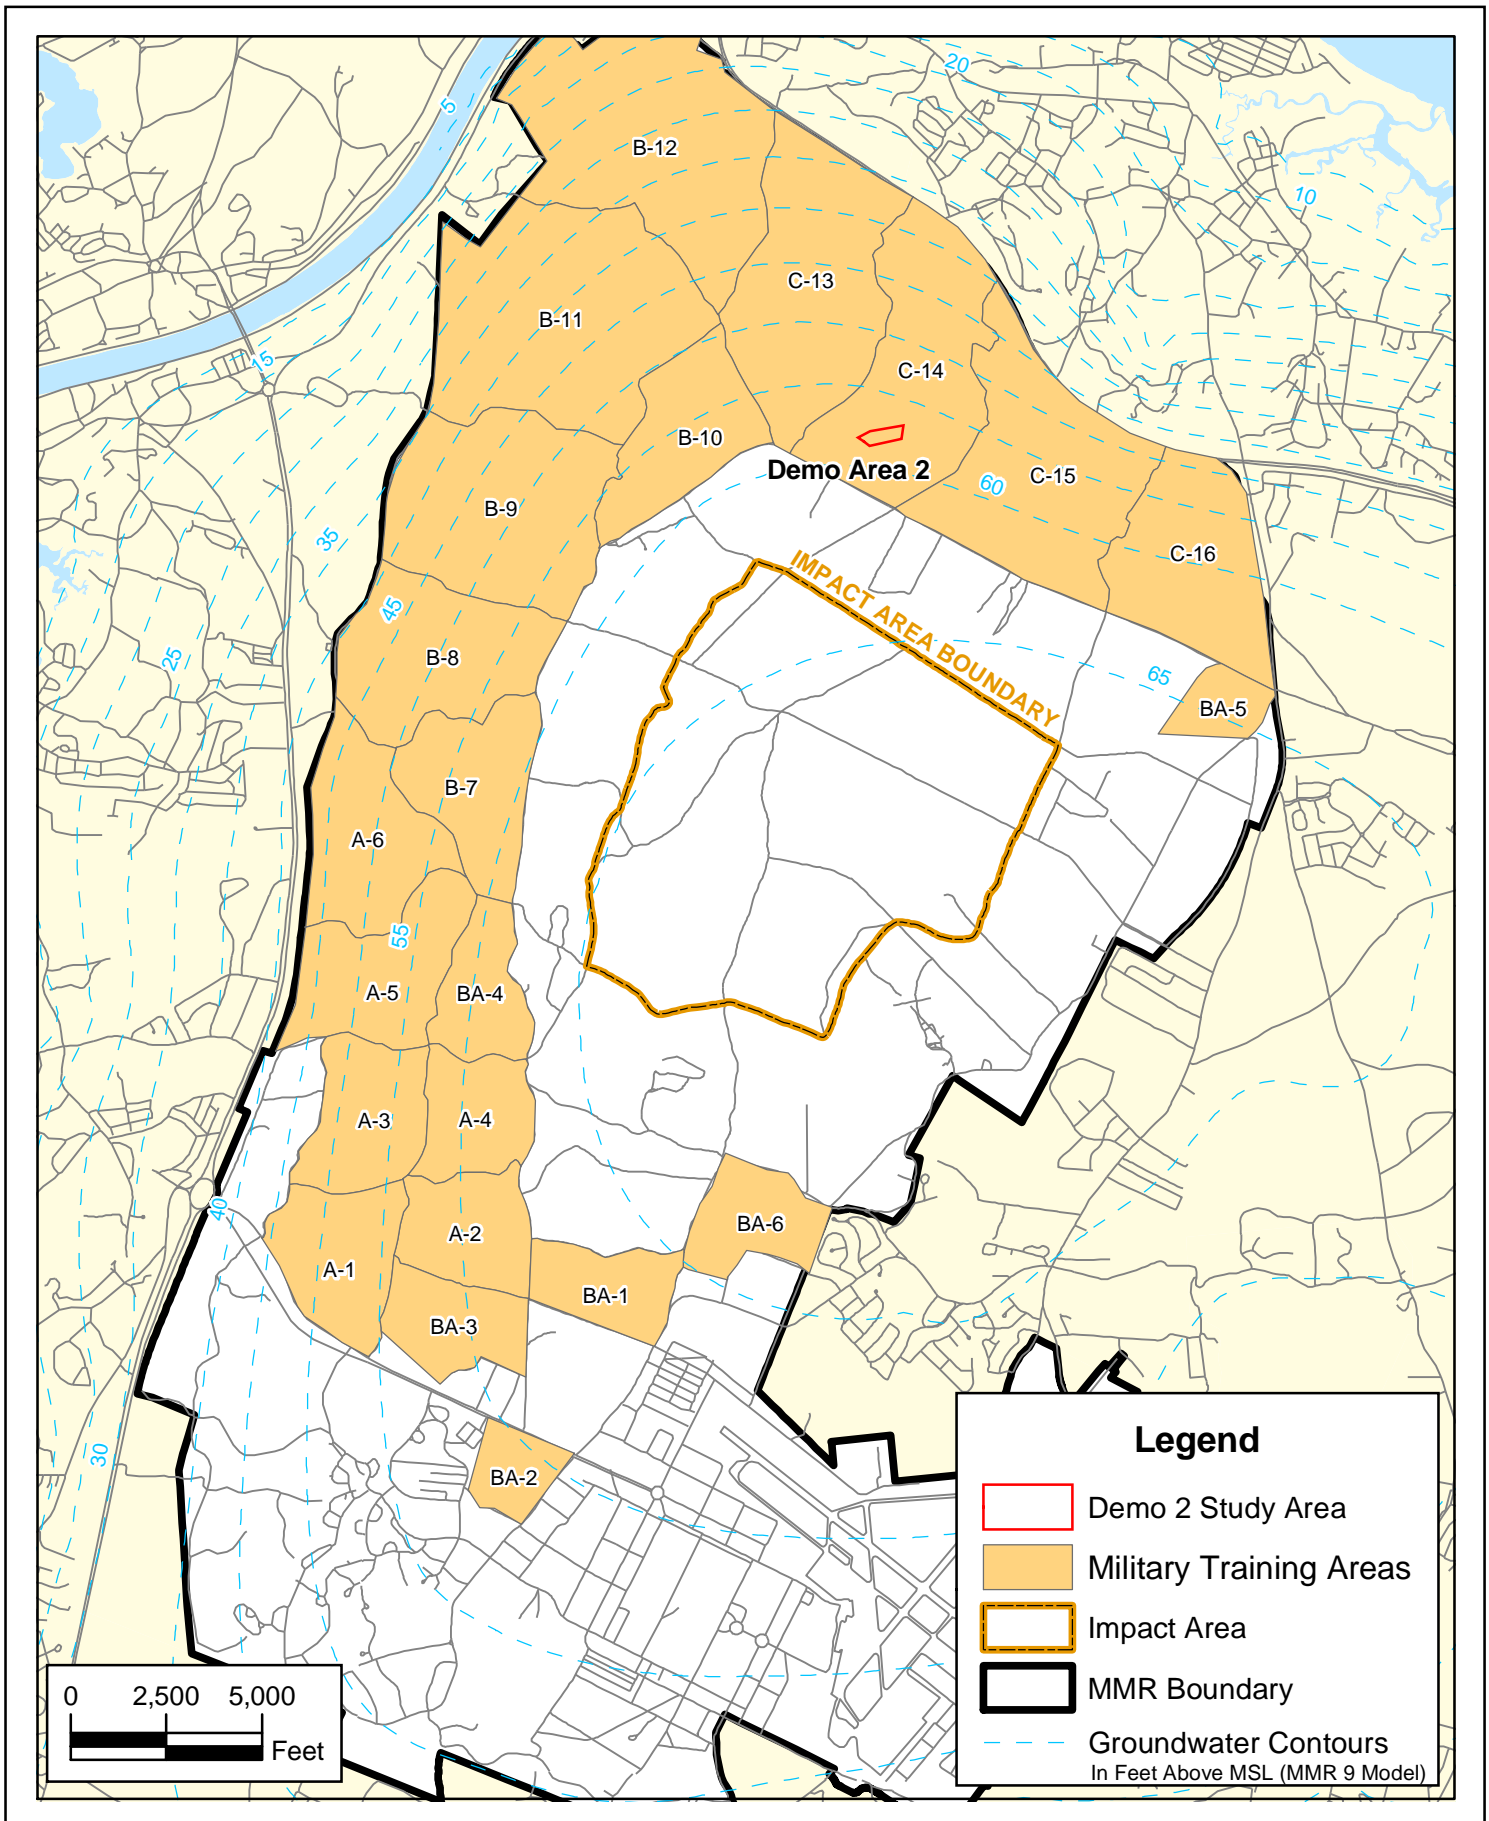 20
5
B-12
10
C-13
B-11
15
C-14
B-10
Demo Area 2
C-15
60
B-9
35
C-16
IMPACT AREA BOUNDARY
45
25
B-8
65
BA-5
B-7
A-6
55
A-5
BA-4
A-3
A-4
40
BA-6
A-2
A-1
BA-1
BA-3
30
BA-2
Legend
Demo 2 Study Area
Military Training Areas
Impact Area
MMR Boundary
Groundwater Contours
In Feet Above MSL (MMR 9 Model)
0 2,500 5,000
Feet